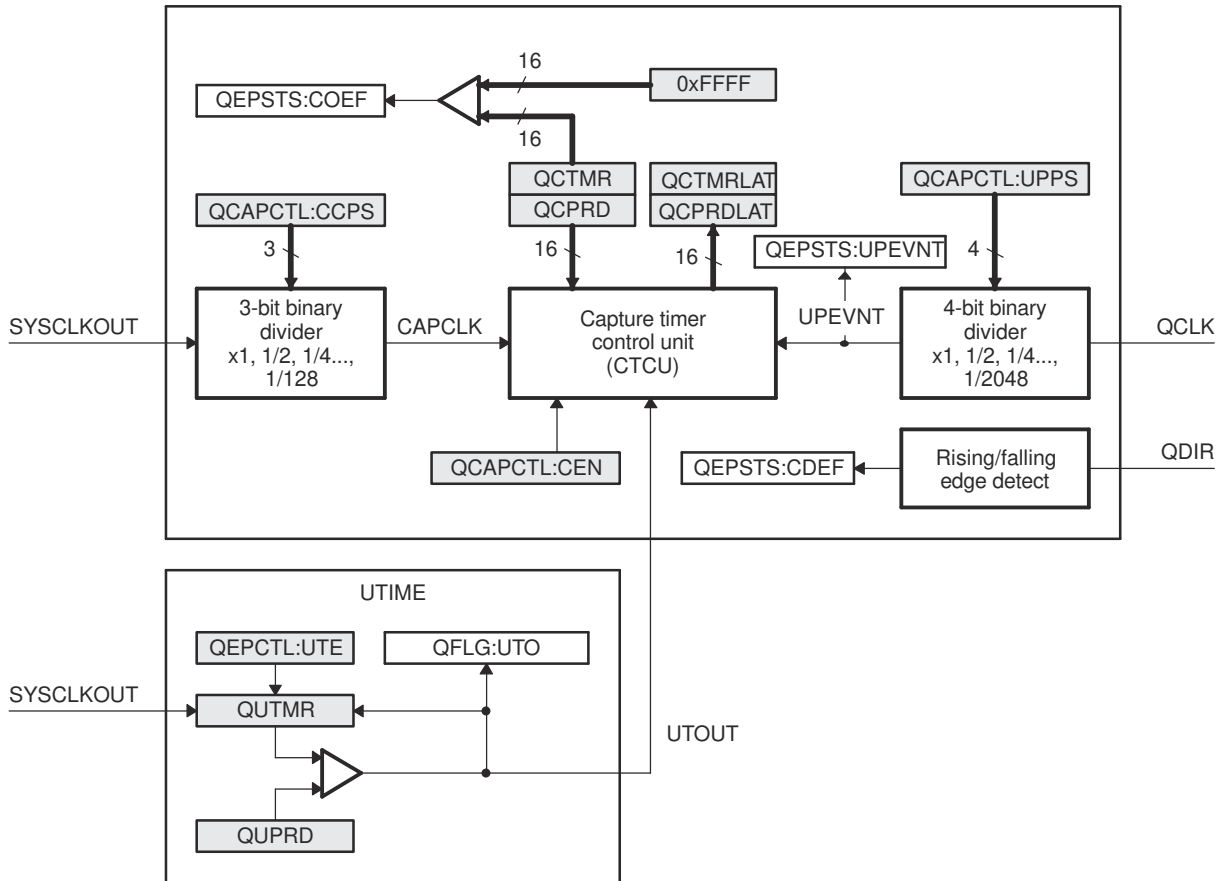 16
0xFFFF
QEPSTS:COEF
16
QCTMR
QCPRD
QCTMRLAT
QCPRDLAT
QCAPCTL:UPPS
QCAPCTL:CCPS
3
16
16
QEPSTS:UPEVNT
4
SYSCLKOUT
3-bit binary
divider
x1, 1/2, 1/4...,
1/128
CAPCLK
Capture timer
control unit
(CTCU)
UPEVNT
4-bit binary
divider
x1, 1/2, 1/4...,
1/2048
QCLK
QCAPCTL:CEN
QEPSTS:CDEF
Rising/falling
edge detect
QDIR
UTIME
QEPCTL:UTE
QFLG:UTO
SYSCLKOUT
QUTMR
UTOUT
QUPRD